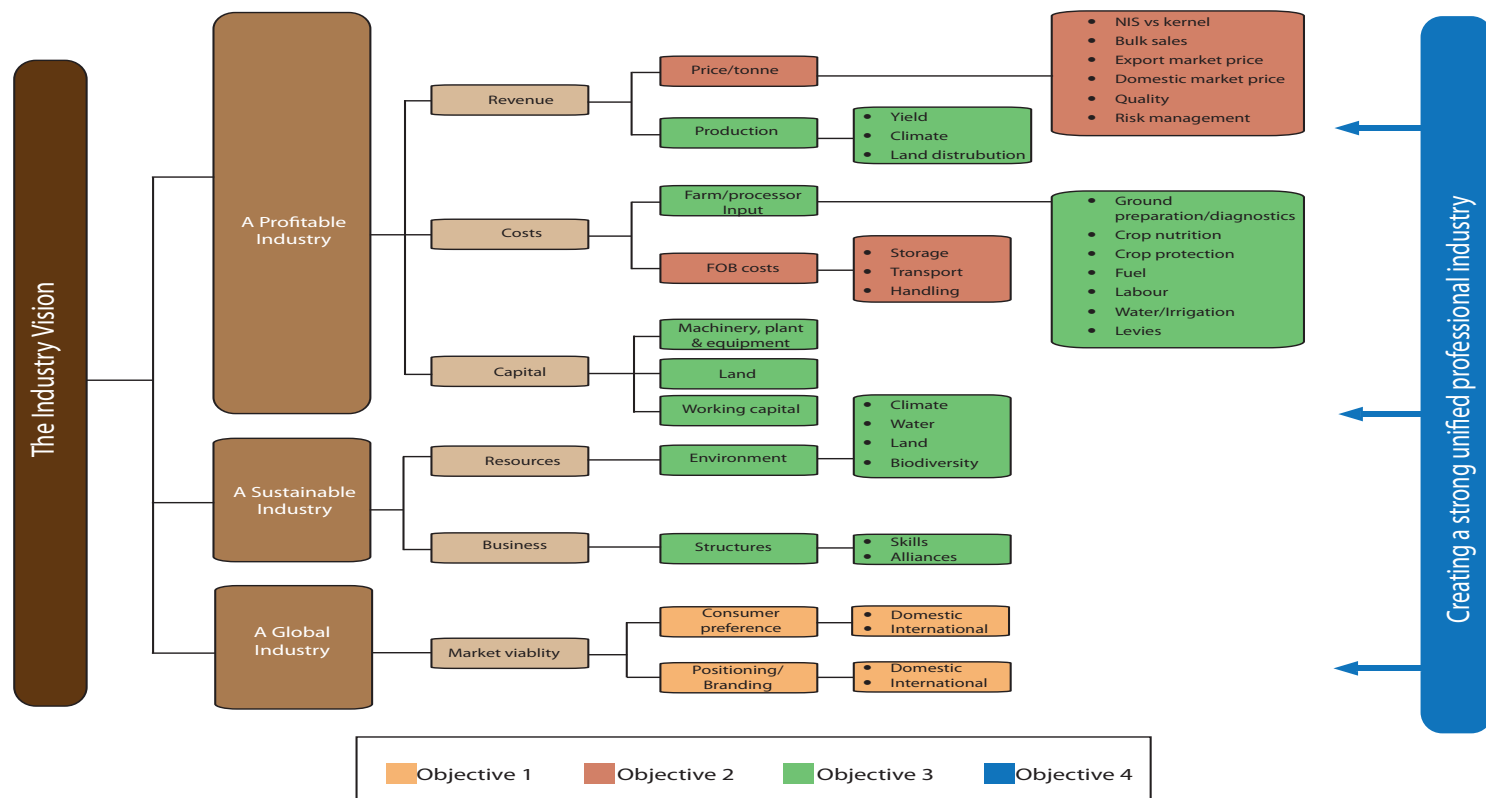 The Industry Vision
A Profitable
Industry
Revenue
Price/tonne
• NIS vs kernel
• Bulk sales
• Export market price
• Domestic market price
• Quality
• Risk management
Production
• Yield
• Climate
• Land distrubution
Costs
Farm/processor
Input
• Ground
preparation/diagnostics
• Crop nutrition
• Crop protection
• Fuel
• Labour
• Water/Irrigation
• Levies
FOB costs
• Storage
• Transport
• Handling
Capital
Machinery, plant
& equipment
Land
Working capital
A Sustainable
Industry
Resources
Environment
• Climate
• Water
• Land
• Biodiversity
Business
Structures
• Skills
• Alliances
A Global
Industry
Market viablity
Consumer
preference
• Domestic
• International
Positioning/
Branding
• Domestic
• International
Creating a strong unified professional industry
Objective 1
Objective 2
Objective 3
Objective 4